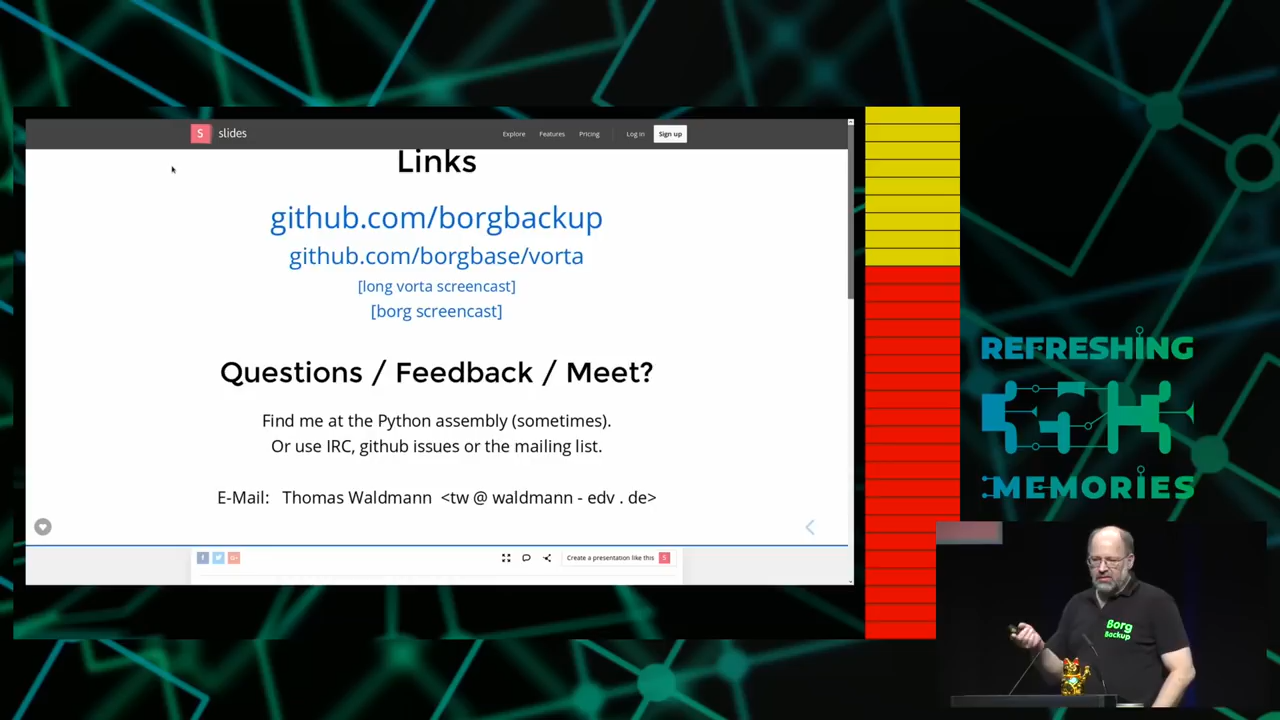 S slides
Explore Features Pricing Log in Sign up
Links
github.com/borgbackup
github.com/borgbase/vorta
[long vorta screencast]
[borg screencast]
Questions / Feedback / Meet?
Find me at the Python assembly (sometimes).
Or use IRC, github issues or the mailing list.
E-Mail: Thomas Waldmann <tw @ waldmann - edv . de>
Create a presentation like this S
REFRESHING
MEMORIES
Borg
Backup